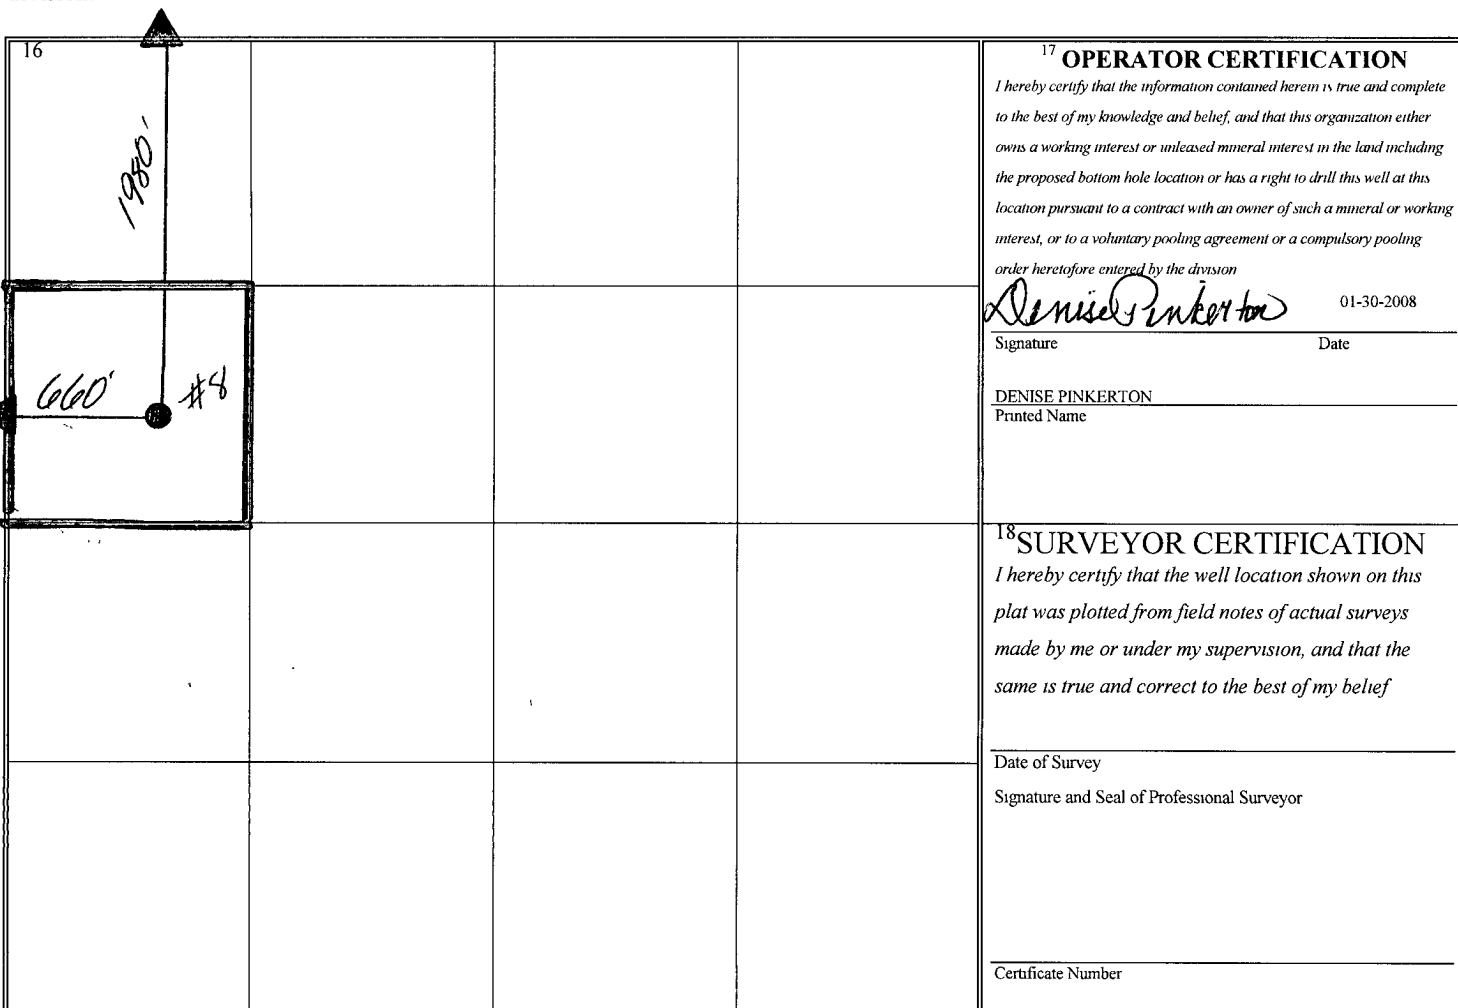 16
1980'
660'
#8
17 OPERATOR CERTIFICATION
I hereby certify that the information contained herein is true and complete
to the best of my knowledge and belief, and that this organization either
owns a working interest or unleased mineral interest in the land including
the proposed bottom hole location or has a right to drill this well at this
location pursuant to a contract with an owner of such a mineral or working
interest, or to a voluntary pooling agreement or a compulsory pooling
order heretofore entered by the division
Denise Pinkerton 01-30-2008
Signature Date
DENISE PINKERTON
Printed Name
18 SURVEYOR CERTIFICATION
I hereby certify that the well location shown on this
plat was plotted from field notes of actual surveys
made by me or under my supervision, and that the
same is true and correct to the best of my belief
Date of Survey
Signature and Seal of Professional Surveyor
Certificate Number